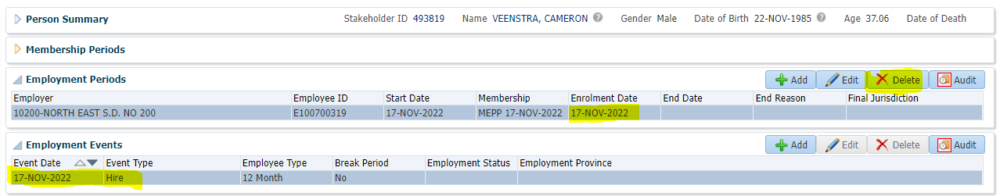 Person Summary Stakeholder ID 493819 Name VEENSTRA, CAMERON ? Gender Male Date of Birth 22-NOV-1985 ? Age 37.06 Date of Death
Membership Periods
Employment Periods Add Edit Delete Audit
Employer Employee ID Start Date Membership Enrolment Date End Date End Reason Final Jurisdiction
10200-NORTH EAST S.D. NO 200 E100700319 17-NOV-2022 MEPP 17-NOV-2022 17-NOV-2022
Employment Events Add Edit Delete Audit
Event Date Event Type Employee Type Break Period Employment Status Employment Province
17-NOV-2022 Hire 12 Month No